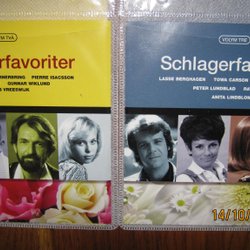 VOLYM TVÅ
rfavoriter
PIERRE ISACSSON
GUNNAR WIKLUND
VREESWIJK
VOLYM TRE
Schlagerfa
LASSE BERGHAGEN TOWA CARSON
PETER LUNDBLAD
ANITA LINDBLOM
14/10